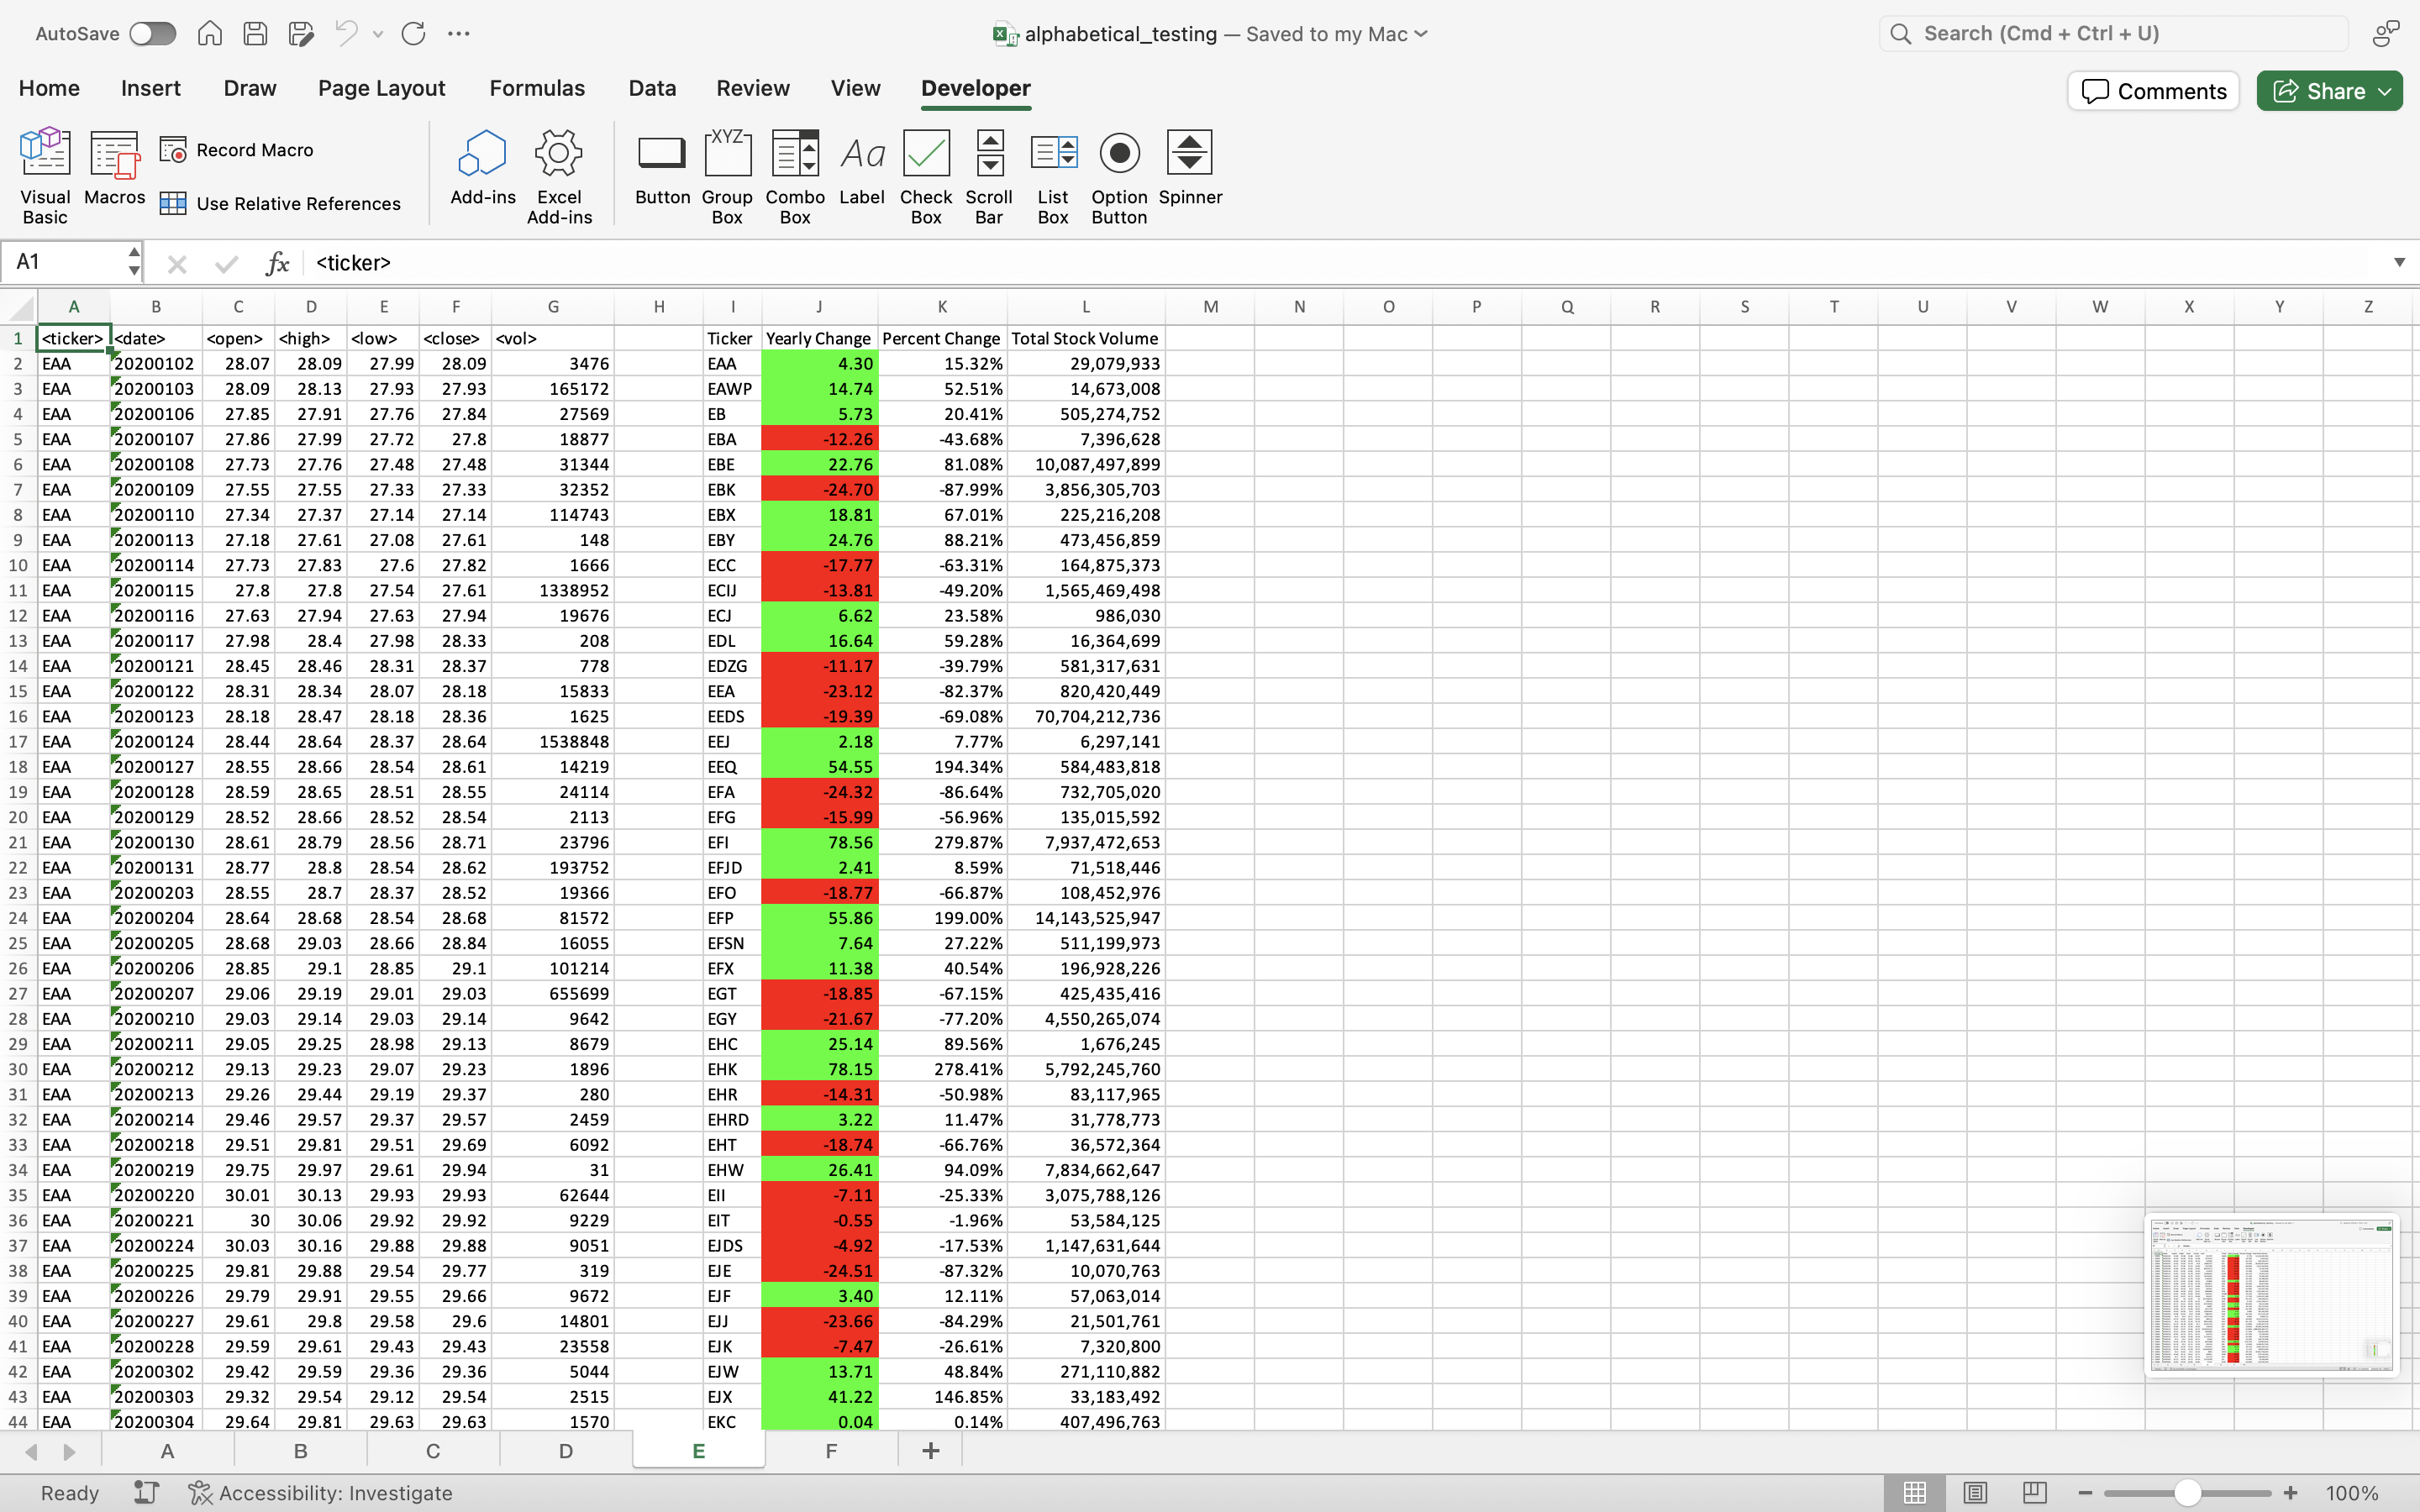 AutoSave
alphabetical_testing — Saved to my Mac
Search (Cmd + Ctrl + U)
Home Insert Draw Page Layout Formulas Data Review View Developer
Comments Share
Visual Basic
Macros
Record Macro
Use Relative References
Add-ins
Excel Add-ins
Button
XYZ
Group Box
Combo Box
Aa
Label
Check Box
Scroll Bar
List Box
Option Button
Spinner
A1 fx <ticker>
A B C D E F G H I J K L M N O P Q R S T U V W X Y Z
1 <ticker> <date> <open> <high> <low> <close> <vol> Ticker Yearly Change Percent Change Total Stock Volume
2 EAA 20200102 28.07 28.09 27.99 28.09 3476 EAA 4.30 15.32% 29,079,933
3 EAA 20200103 28.09 28.13 27.93 27.93 165172 EAWP 14.74 52.51% 14,673,008
4 EAA 20200106 27.85 27.91 27.76 27.84 27569 EB 5.73 20.41% 505,274,752
5 EAA 20200107 27.86 27.99 27.72 27.8 18877 EBA -12.26 -43.68% 7,396,628
6 EAA 20200108 27.73 27.76 27.48 27.48 31344 EBE 22.76 81.08% 10,087,497,899
7 EAA 20200109 27.55 27.55 27.33 27.33 32352 EBK -24.70 -87.99% 3,856,305,703
8 EAA 20200110 27.34 27.37 27.14 27.14 114743 EBX 18.81 67.01% 225,216,208
9 EAA 20200113 27.18 27.61 27.08 27.61 148 EBY 24.76 88.21% 473,456,859
10 EAA 20200114 27.73 27.83 27.6 27.82 1666 ECC -17.77 -63.31% 164,875,373
11 EAA 20200115 27.8 27.8 27.54 27.61 1338952 ECIJ -13.81 -49.20% 1,565,469,498
12 EAA 20200116 27.63 27.94 27.63 27.94 19676 ECJ 6.62 23.58% 986,030
13 EAA 20200117 27.98 28.4 27.98 28.33 208 EDL 16.64 59.28% 16,364,699
14 EAA 20200121 28.45 28.46 28.31 28.37 778 EDZG -11.17 -39.79% 581,317,631
15 EAA 20200122 28.31 28.34 28.07 28.18 15833 EEA -23.12 -82.37% 820,420,449
16 EAA 20200123 28.18 28.47 28.18 28.36 1625 EEDS -19.39 -69.08% 70,704,212,736
17 EAA 20200124 28.44 28.64 28.37 28.64 1538848 EEJ 2.18 7.77% 6,297,141
18 EAA 20200127 28.55 28.66 28.54 28.61 14219 EEQ 54.55 194.34% 584,483,818
19 EAA 20200128 28.59 28.65 28.51 28.55 24114 EFA -24.32 -86.64% 732,705,020
20 EAA 20200129 28.52 28.66 28.52 28.54 2113 EFG -15.99 -56.96% 135,015,592
21 EAA 20200130 28.61 28.79 28.56 28.71 23796 EFI 78.56 279.87% 7,937,472,653
22 EAA 20200131 28.77 28.8 28.54 28.62 193752 EFJD 2.41 8.59% 71,518,446
23 EAA 20200203 28.55 28.7 28.37 28.52 19366 EFO -18.77 -66.87% 108,452,976
24 EAA 20200204 28.64 28.68 28.54 28.68 81572 EFP 55.86 199.00% 14,143,525,947
25 EAA 20200205 28.68 29.03 28.66 28.84 16055 EFSN 7.64 27.22% 511,199,973
26 EAA 20200206 28.85 29.1 28.85 29.1 101214 EFX 11.38 40.54% 196,928,226
27 EAA 20200207 29.06 29.19 29.01 29.03 655699 EGT -18.85 -67.15% 425,435,416
28 EAA 20200210 29.03 29.14 29.03 29.14 9642 EGY -21.67 -77.20% 4,550,265,074
29 EAA 20200211 29.05 29.25 28.98 29.13 8679 EHC 25.14 89.56% 1,676,245
30 EAA 20200212 29.13 29.23 29.07 29.23 1896 EHK 78.15 278.41% 5,792,245,760
31 EAA 20200213 29.26 29.44 29.19 29.37 280 EHR -14.31 -50.98% 83,117,965
32 EAA 20200214 29.46 29.57 29.37 29.57 2459 EHRD 3.22 11.47% 31,778,773
33 EAA 20200218 29.51 29.81 29.51 29.69 6092 EHT -18.74 -66.76% 36,572,364
34 EAA 20200219 29.75 29.97 29.61 29.94 31 EHW 26.41 94.09% 7,834,662,647
35 EAA 20200220 30.01 30.13 29.93 29.93 62644 EII -7.11 -25.33% 3,075,788,126
36 EAA 20200221 30 30.06 29.92 29.92 9229 EIT -0.55 -1.96% 53,584,125
37 EAA 20200224 30.03 30.16 29.88 29.88 9051 EJDS -4.92 -17.53% 1,147,631,644
38 EAA 20200225 29.81 29.88 29.54 29.77 319 EJE -24.51 -87.32% 10,070,763
39 EAA 20200226 29.79 29.91 29.55 29.66 9672 EJF 3.40 12.11% 57,063,014
40 EAA 20200227 29.61 29.8 29.58 29.6 14801 EJJ -23.66 -84.29% 21,501,761
41 EAA 20200228 29.59 29.61 29.43 29.43 23558 EJK -7.47 -26.61% 7,320,800
42 EAA 20200302 29.42 29.59 29.36 29.36 5044 EJW 13.71 48.84% 271,110,882
43 EAA 20200303 29.32 29.54 29.12 29.54 2515 EJX 41.22 146.85% 33,183,492
44 EAA 20200304 29.64 29.81 29.63 29.63 1570 EKC 0.04 0.14% 407,496,763
A B C D E F
Ready Accessibility: Investigate 100%